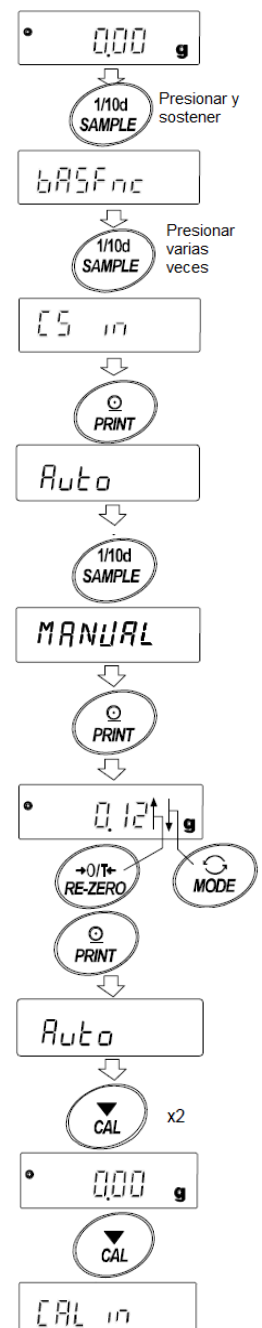 0.00 g
1/10d
SAMPLE
Presionar y
sostener
bASFnc
1/10d
SAMPLE
Presionar
varias
veces
CS in
PRINT
Auto
1/10d
SAMPLE
MANUAL
PRINT
0.12 g
→0/T←
RE-ZERO
MODE
PRINT
Auto
CAL
x2
0.00 g
CAL
CAL in